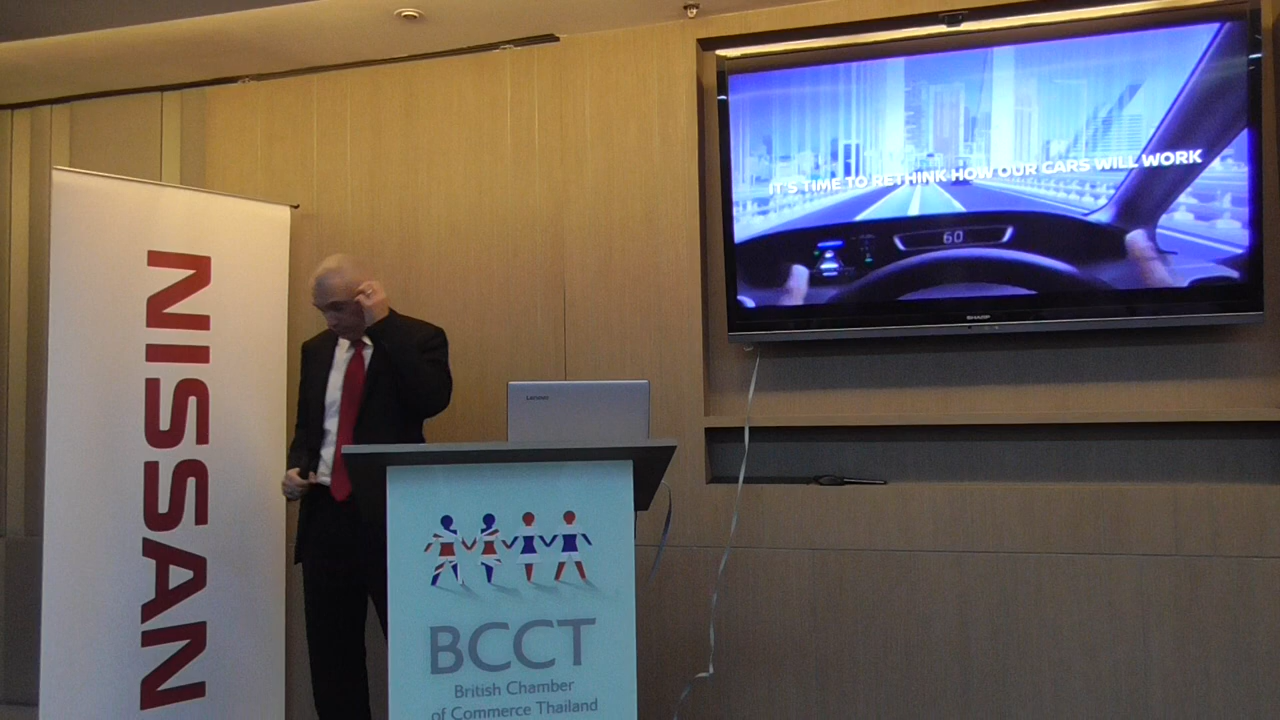 IT'S TIME TO RETHINK HOW OUR CARS WILL WORK
60
SHARP
NISSAN
Lenovo
BCCT
British Chamber
of Commerce Thailand